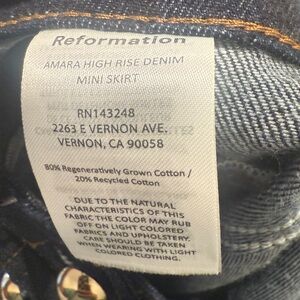 Reformation
AMARA HIGH RISE DENIM
MINI SKIRT
RN143248
2263 E VERNON AVE.
VERNON, CA 90058
80% Regeneratively Grown Cotton /
20% Recycled Cotton
DUE TO THE NATURAL
CHARACTERISTICS OF THIS
FABRIC THE COLOR MAY RUB
OFF ON LIGHT COLORED
FABRICS AND UPHOLSTERY.
CARE SHOULD BE TAKEN
WHEN WEARING WITH LIGHT
COLORED CLOTHING.